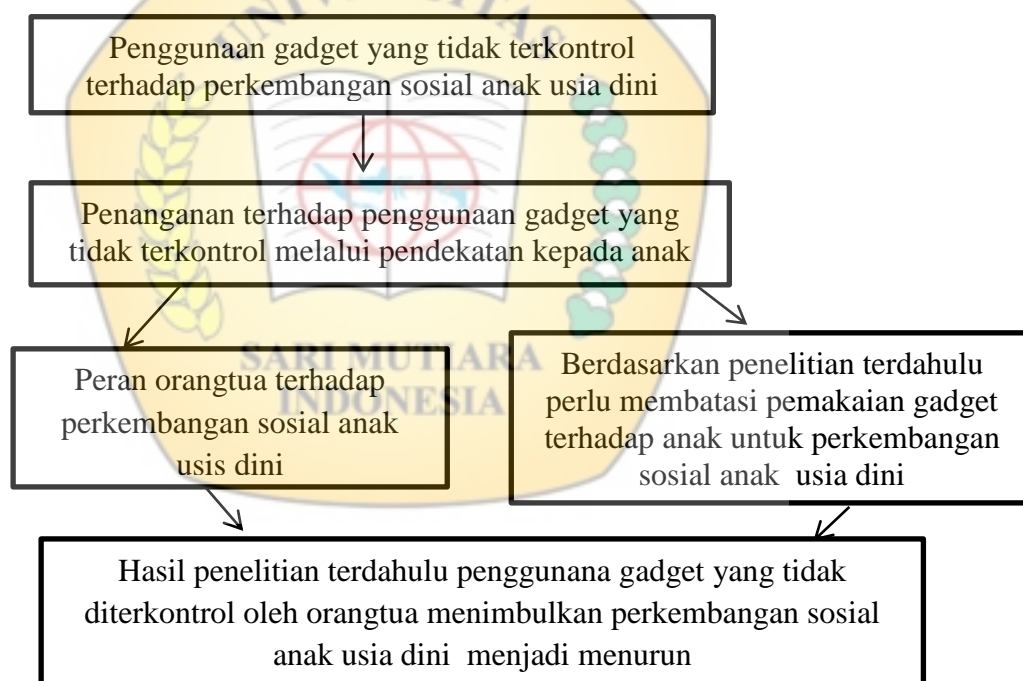 UNIVERSITAS
Penggunaan gadget yang tidak terkontrol
terhadap perkembangan sosial anak usia dini
Penanganan terhadap penggunaan gadget yang
tidak terkontrol melalui pendekatan kepada anak
SARI MUTIARA
INDONESIA
Peran orangtua terhadap
perkembangan sosial anak
usis dini
Berdasarkan penelitian terdahulu
perlu membatasi pemakaian gadget
terhadap anak untuk perkembangan
sosial anak usia dini
Hasil penelitian terdahulu penggunana gadget yang tidak
diterkontrol oleh orangtua menimbulkan perkembangan sosial
anak usia dini menjadi menurun